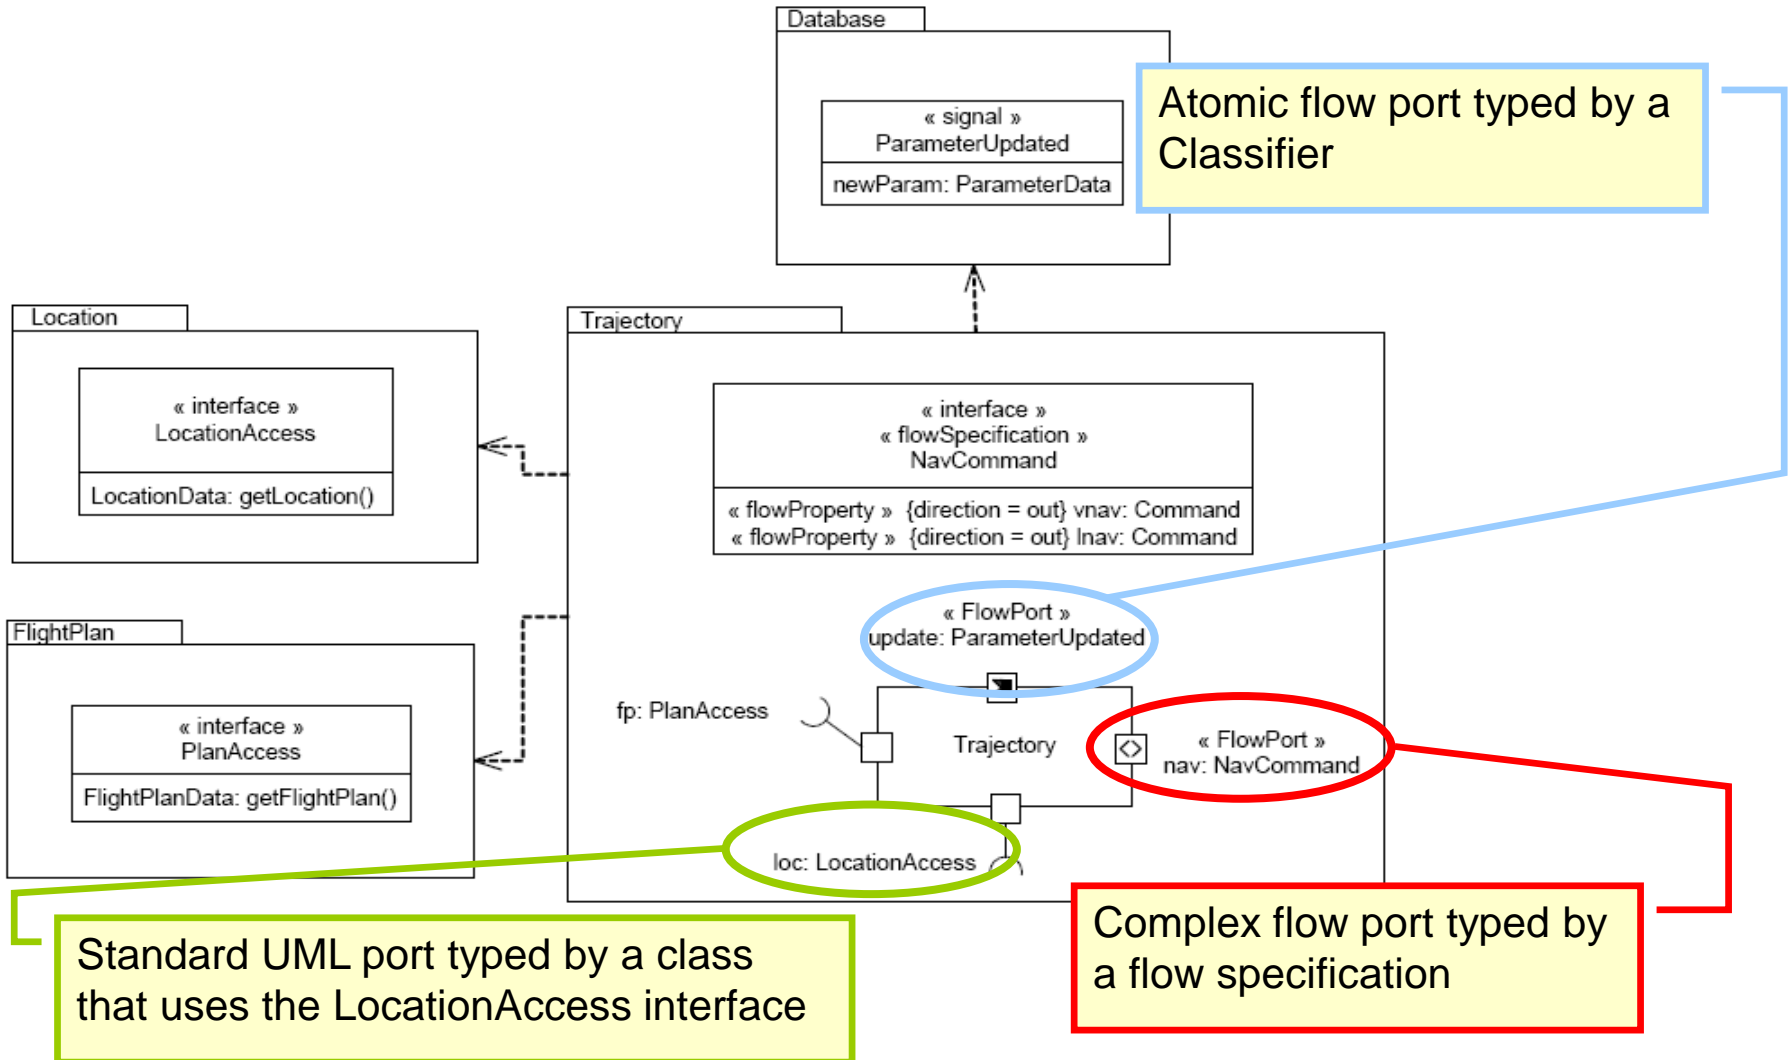 Database
« signal »
ParameterUpdated
newParam: ParameterData
Atomic flow port typed by a
Classifier
Location
« interface »
LocationAccess
LocationData: getLocation()
Trajectory
« interface »
« flowSpecification »
NavCommand
« flowProperty » {direction = out} vnav: Command
« flowProperty » {direction = out} lnav: Command
FlightPlan
« interface »
PlanAccess
FlightPlanData: getFlightPlan()
« FlowPort »
update: ParameterUpdated
fp: PlanAccess
Trajectory
« FlowPort »
nav: NavCommand
loc: LocationAccess
Standard UML port typed by a class
that uses the LocationAccess interface
Complex flow port typed by
a flow specification